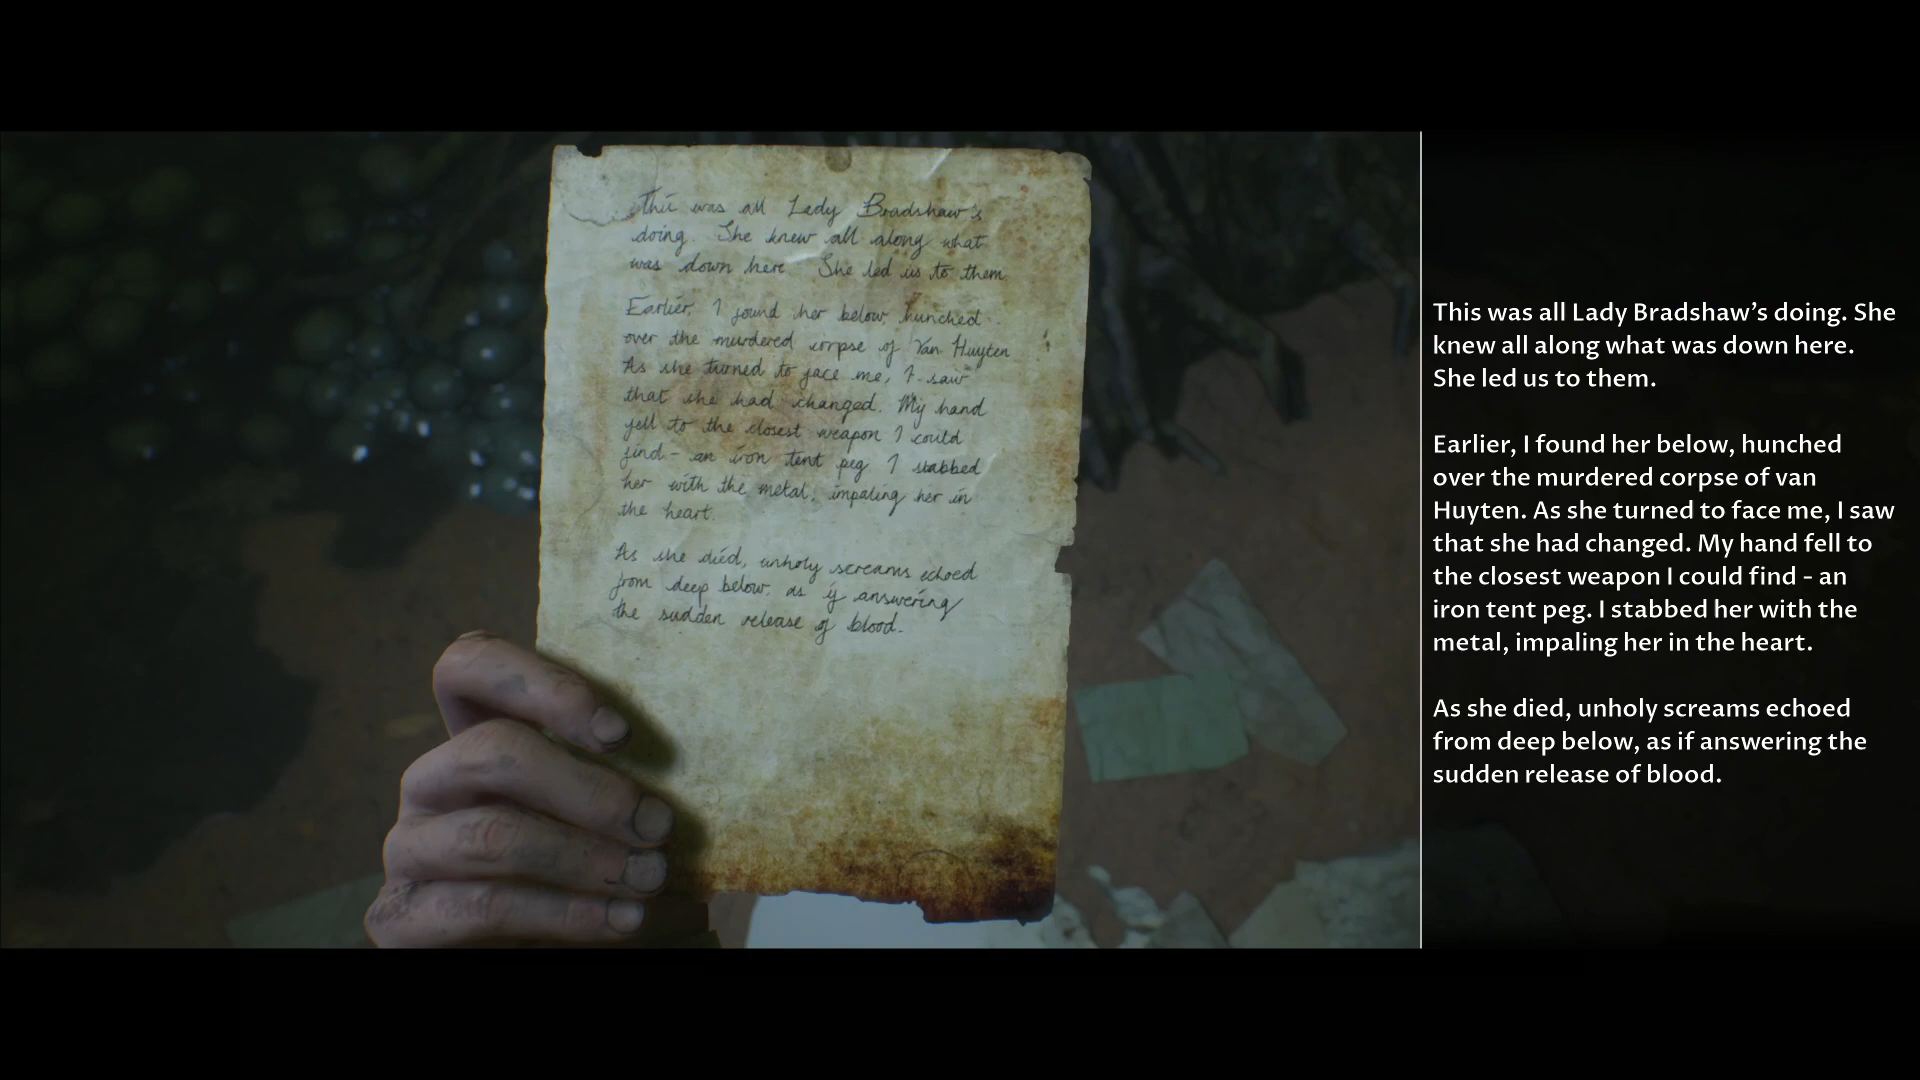 This was all Lady Bradshaw's
doing. She knew all along what
was down here. She led us to them
Earlier, I found her below, hunched
over the murdered corpse of Van Huyten
As she turned to face me, I saw
that she had changed. My hand
fell to the closest weapon I could
find - an iron tent peg. I stabbed
her with the metal, impaling her in
the heart.
As she died, unholy screams echoed
from deep below, as if answering
the sudden release of blood.
This was all Lady Bradshaw’s doing. She
knew all along what was down here.
She led us to them.
Earlier, I found her below, hunched
over the murdered corpse of van
Huyten. As she turned to face me, I saw
that she had changed. My hand fell to
the closest weapon I could find - an
iron tent peg. I stabbed her with the
metal, impaling her in the heart.
As she died, unholy screams echoed
from deep below, as if answering the
sudden release of blood.